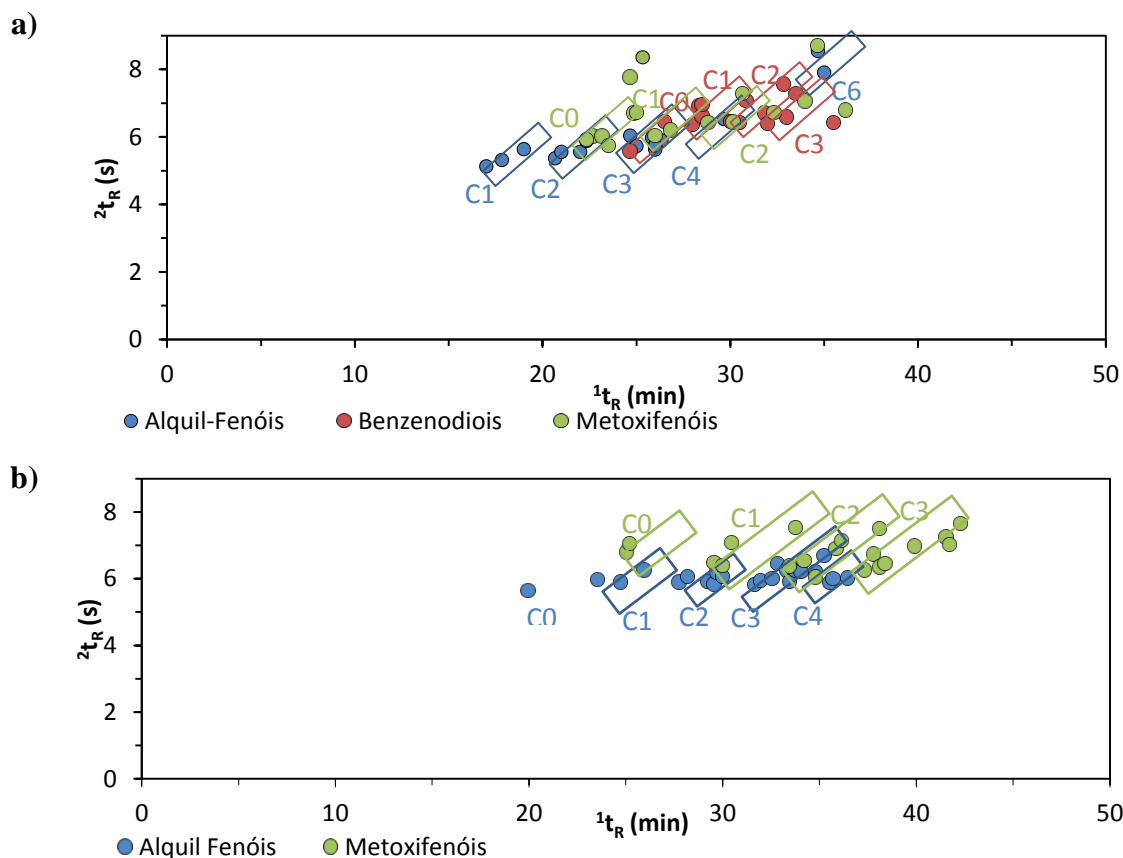 a)
8
6
4
2
0
²tR (s)
C1
C2
C0
C3
C1
C0
C4
C1
C2
C2
C3
C6
0
10
20
30
40
50
¹tR (min)
Alquil-Fenóis
Benzenodiois
Metoxifenóis
b)
8
6
4
2
0
²tR (s)
C0
C0
C1
C1
C2
C2
C3
C3
C4
0
10
20
30
40
50
¹tR (min)
Alquil Fenóis
Metoxifenóis